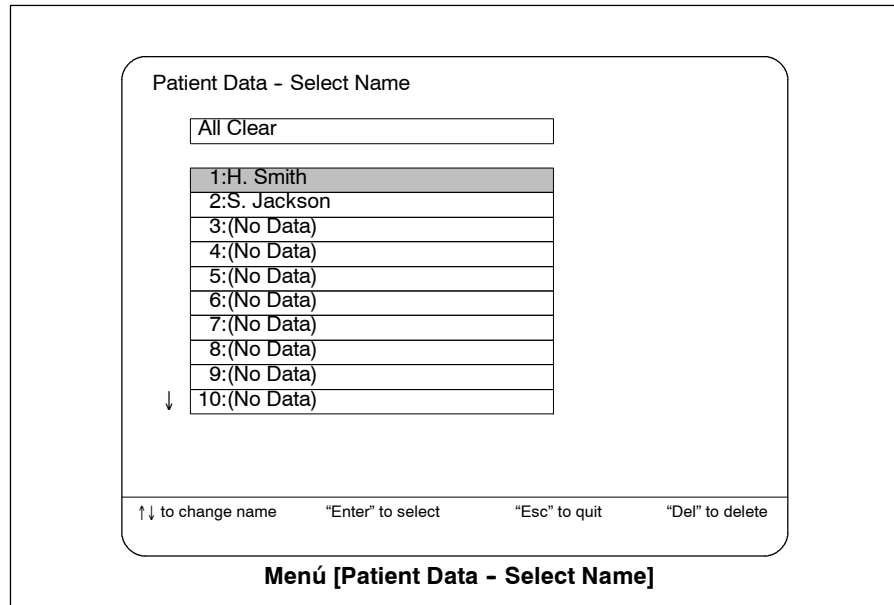 Patient Data - Select Name
All Clear
1:H. Smith
2:S. Jackson
3:(No Data)
4:(No Data)
5:(No Data)
6:(No Data)
7:(No Data)
8:(No Data)
9:(No Data)
↓ 10:(No Data)
↑↓ to change name “Enter” to select “Esc” to quit “Del” to delete
Menú [Patient Data - Select Name]